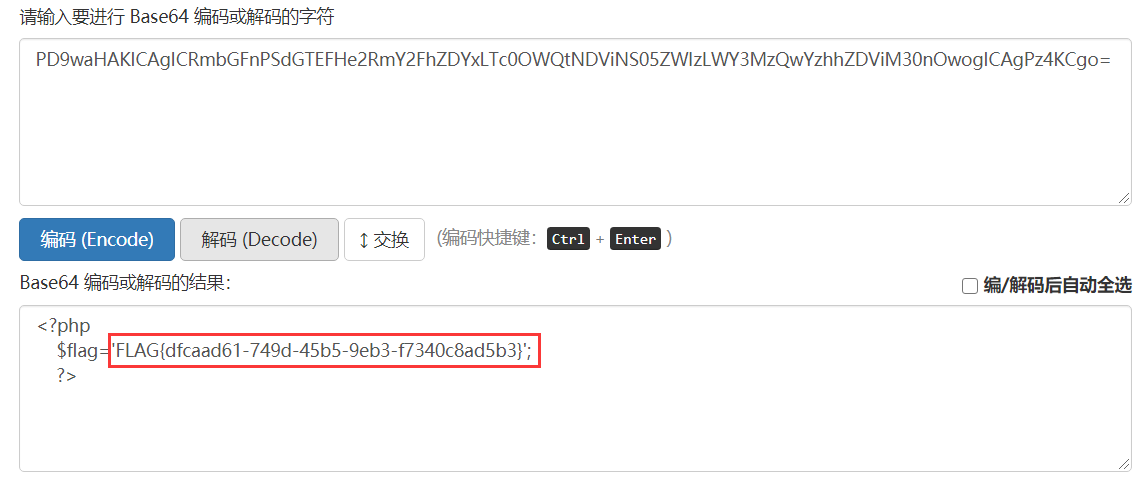 请输入要进行 Base64 编码或解码的字符
PD9waHAKICAgICRmbGFnPSdGTEFHe2RmY2FhZDYxLTc0OWQtNDViNS05ZWIzLWY3MzQwYzhhZDViM30nOwogICAgPz4KCgo=
编码 (Encode)
解码 (Decode)
↕ 交换
(编码快捷键： Ctrl + Enter )
Base64 编码或解码的结果：
编/解码后自动全选
<?php
$flag='FLAG{dfcaad61-749d-45b5-9eb3-f7340c8ad5b3}';
?>